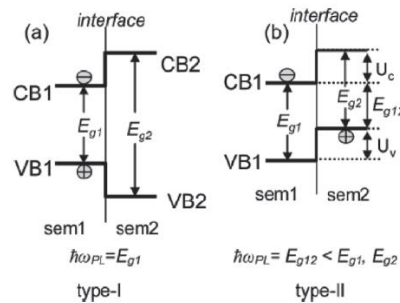 interface
interface
(a)
(b)
CB2
CB1
CB1
U_c
E_g1
E_g2
E_g1
E_g2
E_g12
VB1
VB1
VB2
U_v
sem1
sem2
sem1
sem2
ħω_PL=E_g1
ħω_PL= E_g12 < E_g1, E_g2
type-I
type-II